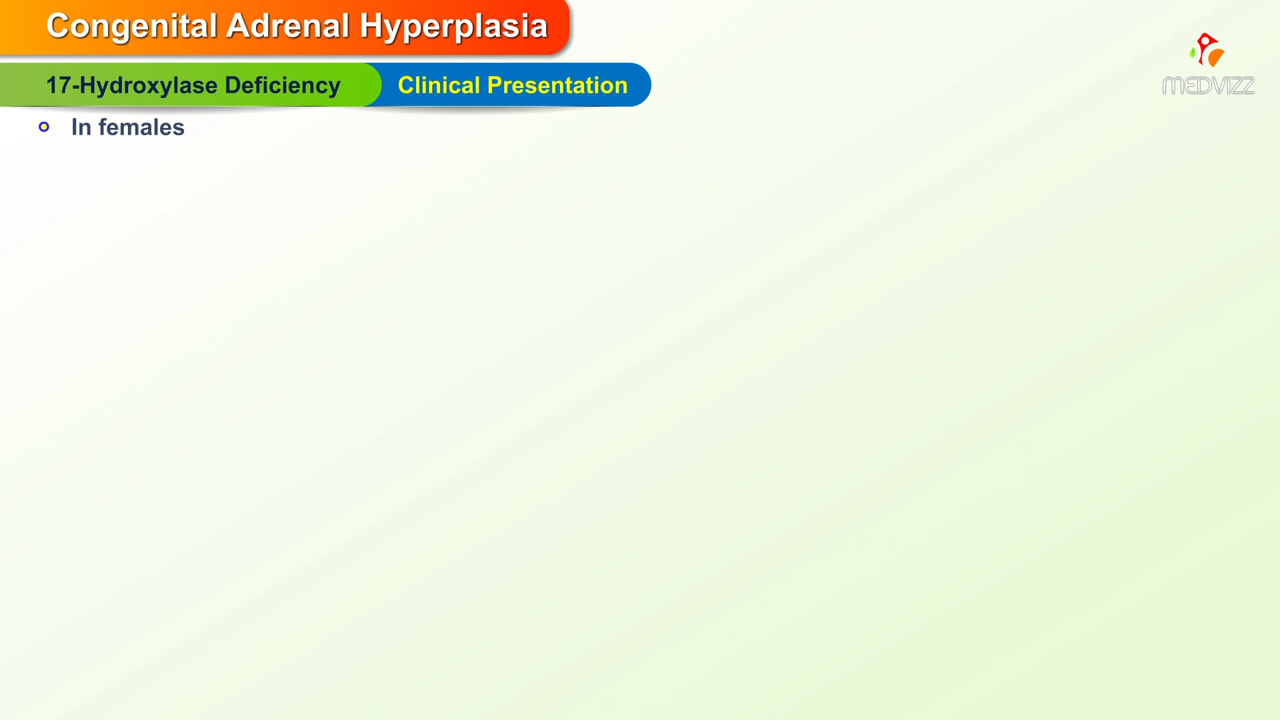 Congenital Adrenal Hyperplasia
17-Hydroxylase Deficiency Clinical Presentation
MEDVIZZ
In females